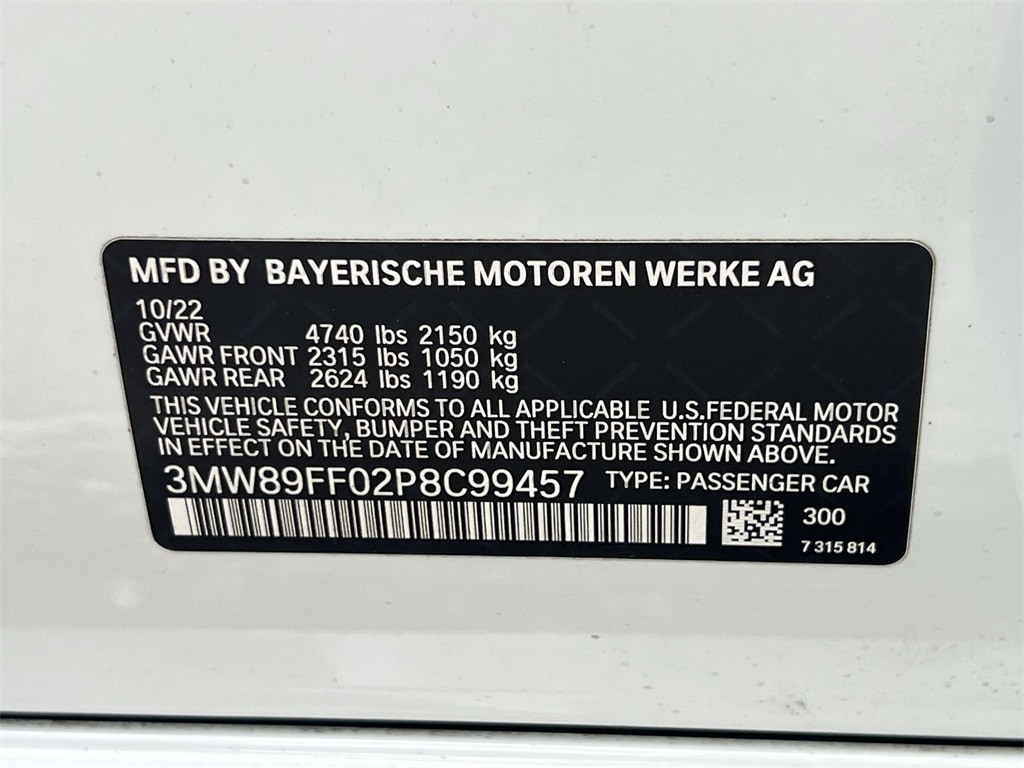 MFD BY BAYERISCHE MOTOREN WERKE AG
10/22
GVWR 4740 lbs 2150 kg
GAWR FRONT 2315 lbs 1050 kg
GAWR REAR 2624 lbs 1190 kg
THIS VEHICLE CONFORMS TO ALL APPLICABLE U.S.FEDERAL MOTOR
VEHICLE SAFETY, BUMPER AND THEFT PREVENTION STANDARDS
IN EFFECT ON THE DATE OF MANUFACTURE SHOWN ABOVE.
3MW89FF02P8C99457 TYPE: PASSENGER CAR
300
7 315 814